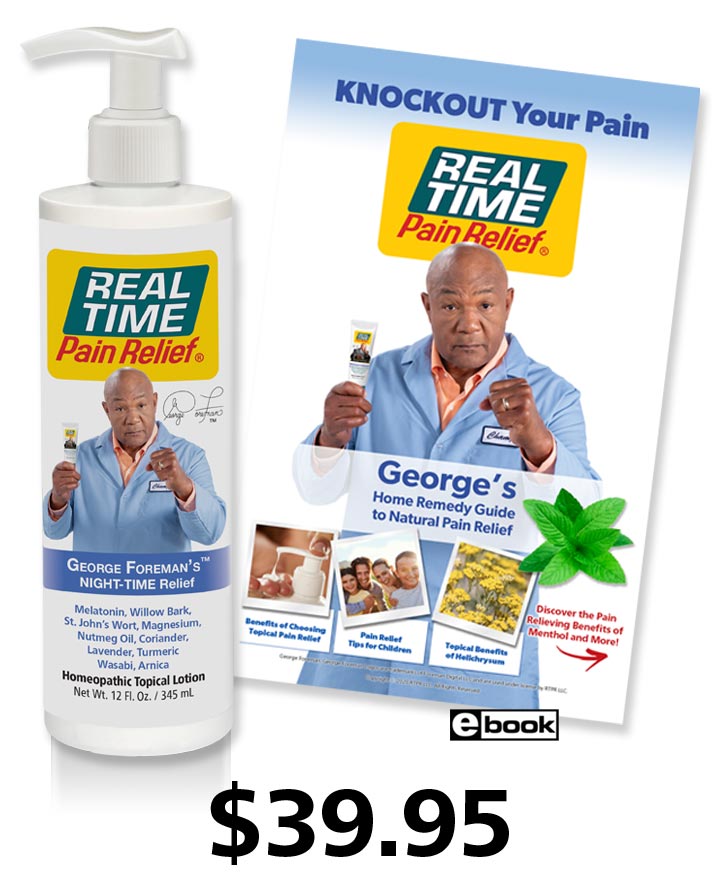 REAL
TIME
Pain Relief®
George Foreman
TM
GEORGE FOREMAN'S™
NIGHT-TIME Relief
Melatonin, Willow Bark,
St. John's Wort, Magnesium,
Nutmeg Oil, Coriander,
Lavender, Turmeric
Wasabi, Arnica
Homeopathic Topical Lotion
Net Wt. 12 Fl. Oz. / 345 mL
KNOCKOUT Your Pain
REAL
TIME
Pain Relief®
Champ
George's
Home Remedy Guide
to Natural Pain Relief
Benefits of Choosing
Topical Pain Relief
Pain Relief
Tips for Children
Topical Benefits
of Helichrysum
Discover the Pain
Relieving Benefits of
Menthol and More!
ebook
$39.95